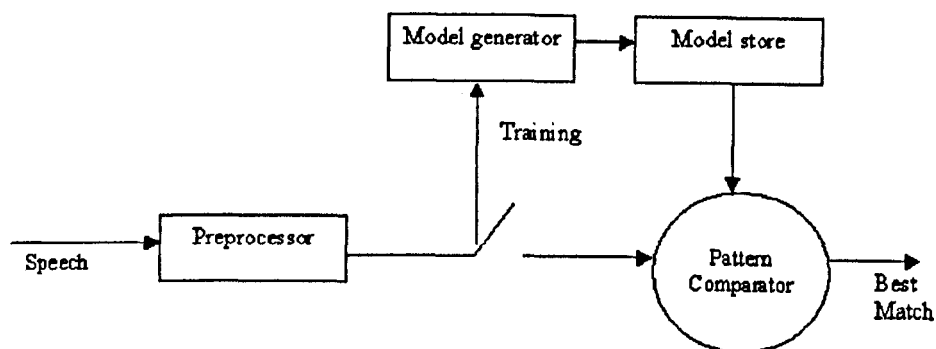 Model generator
Model store
Training
Preprocessor
Speech
Pattern
Comparator
Best
Match